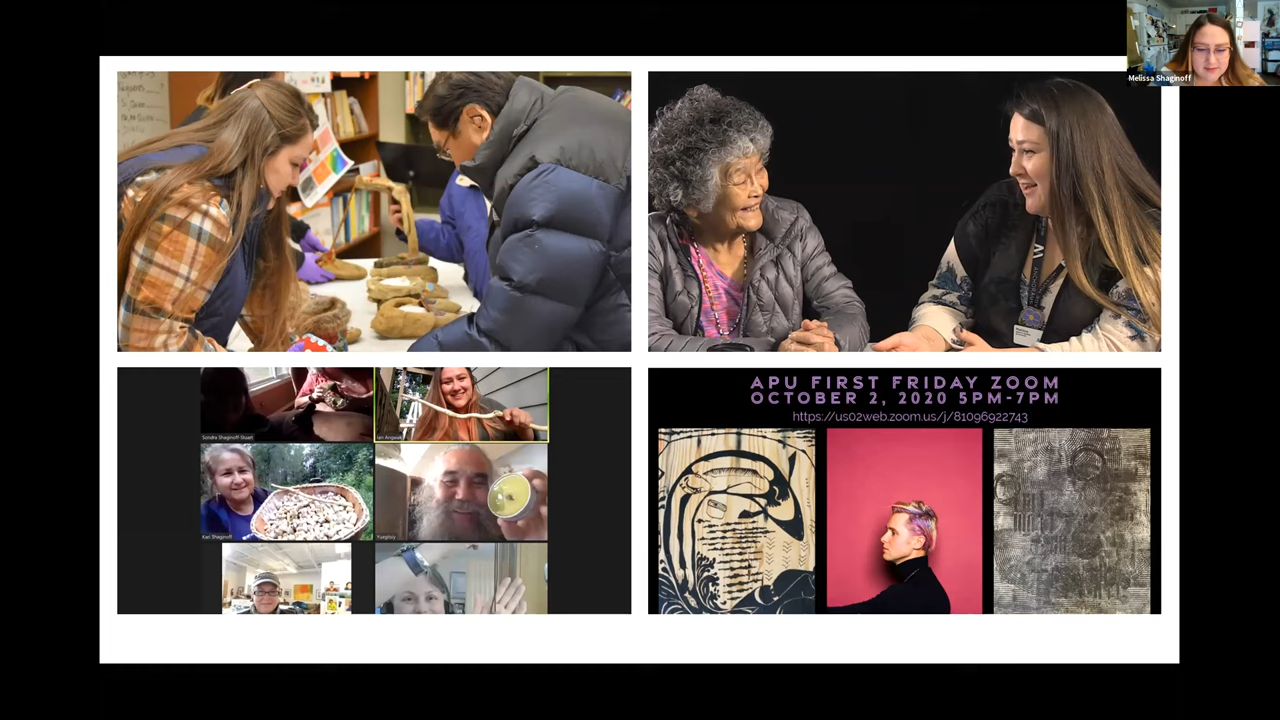 Melissa Shaginoff
APU FIRST FRIDAY ZOOM
OCTOBER 2, 2020 5PM-7PM
https://us02web.zoom.us/j/81096922743
Sondra Shaginoff-Stuart
Kari Shaginoff
Yuegtoiy